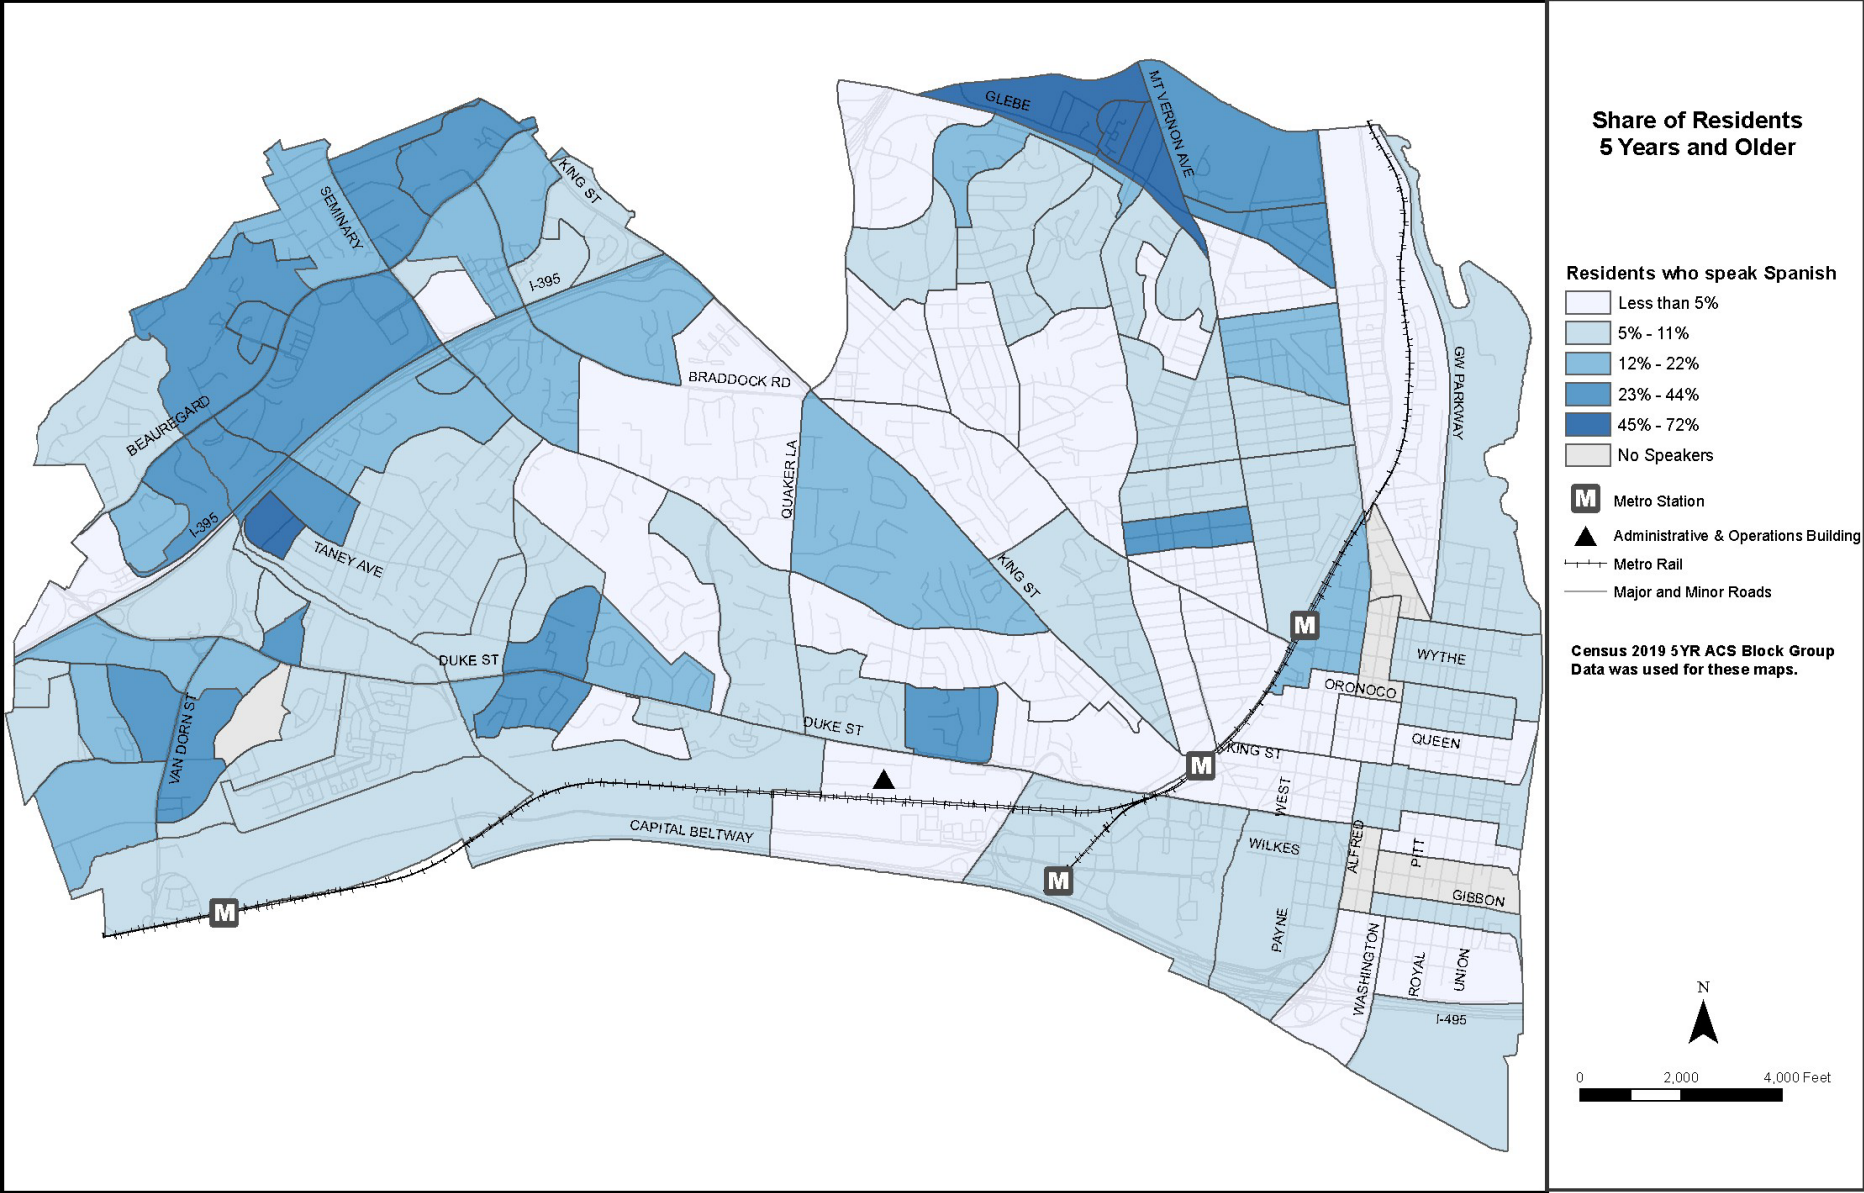 GLEBE
MT VERNON AVE
KING ST
SEMINARY
I-395
BRADDOCK RD
GW PARKWAY
BEAUREGARD
QUAKER LA
I-395
TANEY AVE
KING ST
M
DUKE ST
WYTHE
ORONOCO
VAN DORN ST
DUKE ST
QUEEN
KING ST
M
WEST
CAPITAL BELTWAY
WILKES
ALFRED
PITT
M
GIBBON
M
PAYNE
WASHINGTON
ROYAL
UNION
I-495
Share of Residents
5 Years and Older
Residents who speak Spanish
Less than 5%
5% - 11%
12% - 22%
23% - 44%
45% - 72%
No Speakers
M Metro Station
Administrative & Operations Building
Metro Rail
Major and Minor Roads
Census 2019 5YR ACS Block Group
Data was used for these maps.
N
0 2,000 4,000 Feet